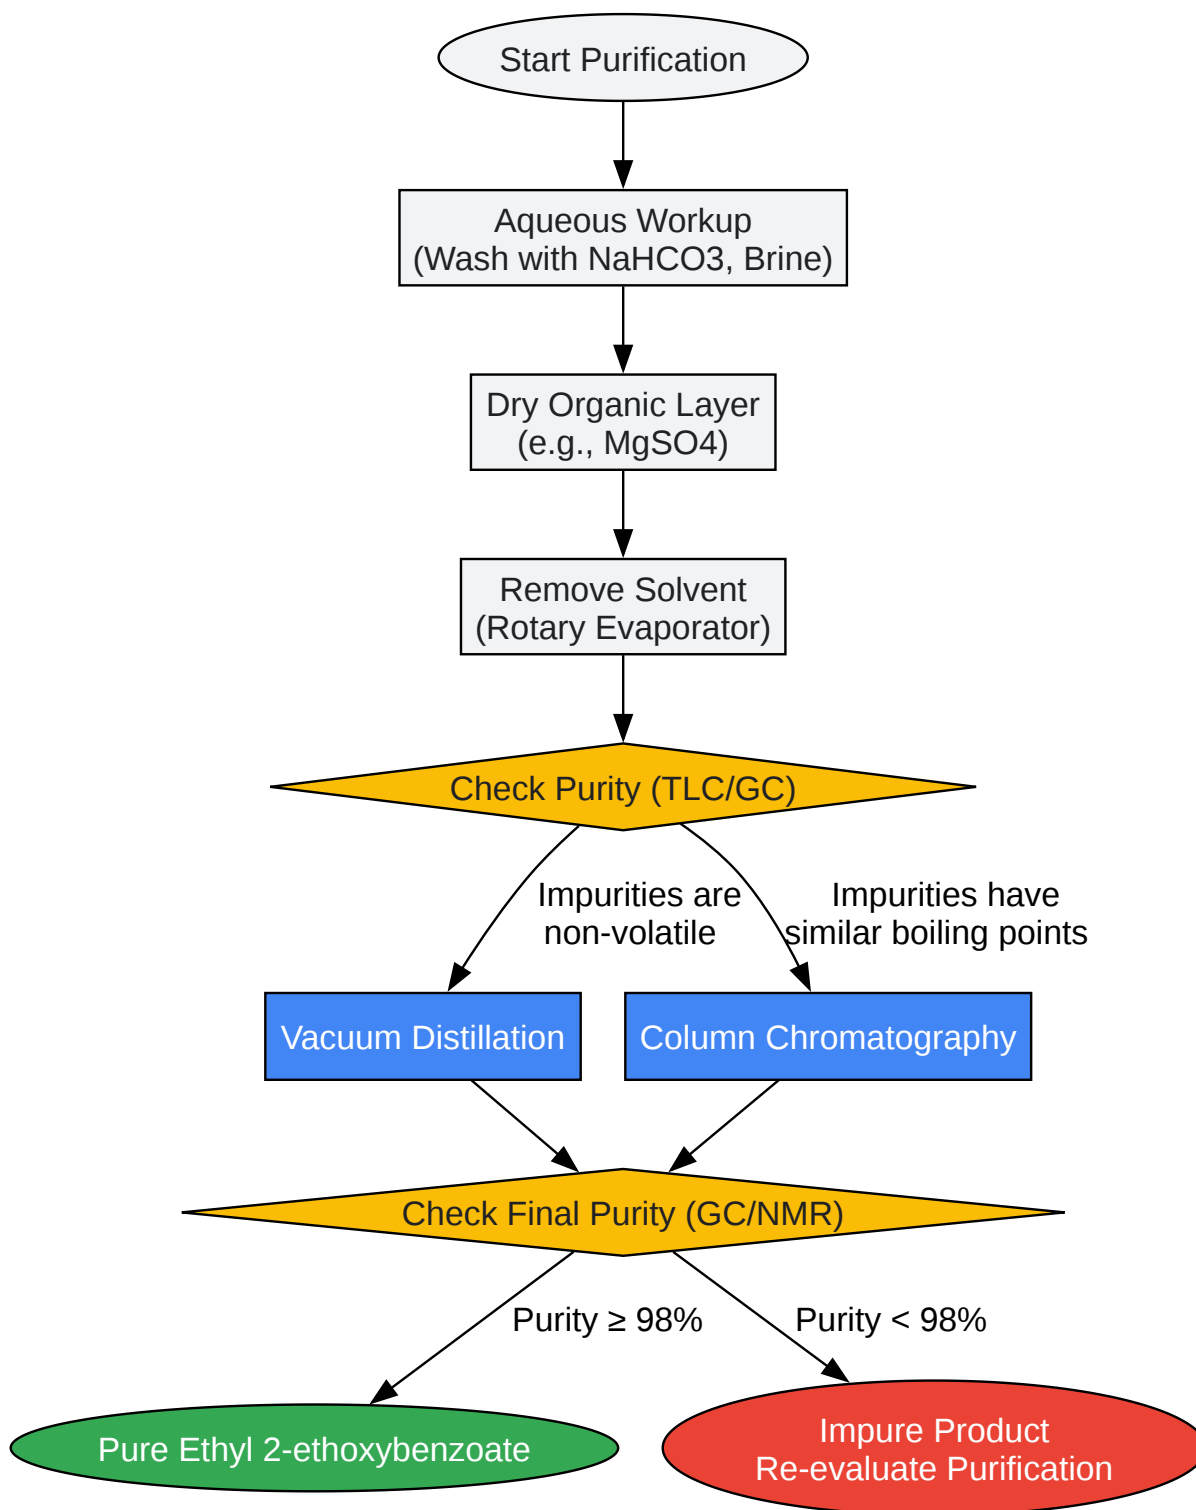 Start Purification
Aqueous Workup
(Wash with NaHCO3, Brine)
Dry Organic Layer
(e.g., MgSO4)
Remove Solvent
(Rotary Evaporator)
Check Purity (TLC/GC)
Impurities are
non-volatile
Impurities have
similar boiling points
Vacuum Distillation
Column Chromatography
Check Final Purity (GC/NMR)
Purity ≥ 98%
Purity < 98%
Pure Ethyl 2-ethoxybenzoate
Impure Product
Re-evaluate Purification